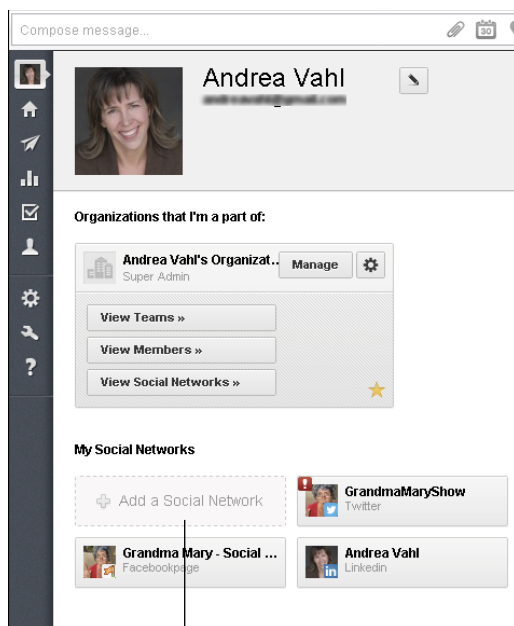 Compose message...
30
Andrea Vahl
Organizations that I'm a part of:
Andrea Vahl's Organizat..
Super Admin
Manage
View Teams »
View Members »
View Social Networks »
My Social Networks
Add a Social Network
GrandmaMaryShow
Twitter
Grandma Mary - Social ...
Facebookpage
Andrea Vahl
Linkedin